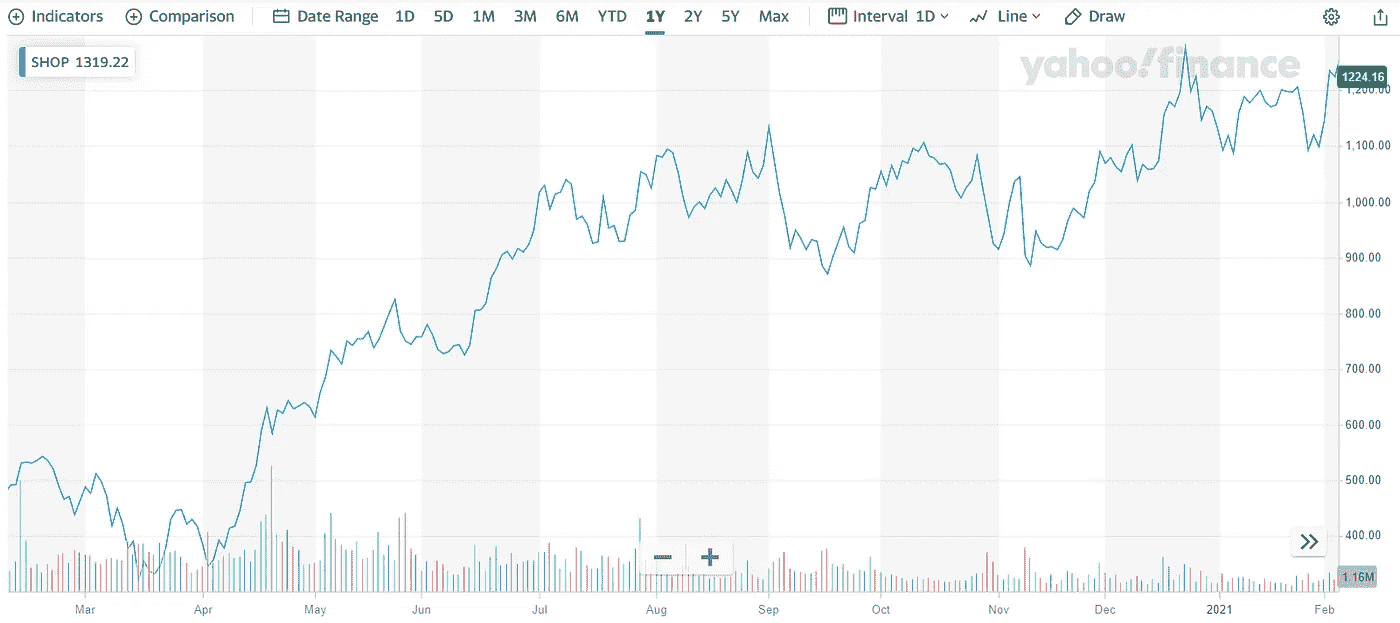 Indicators Comparison Date Range 1D 5D 1M 3M 6M YTD 1Y 2Y 5Y Max Interval 1D Line Draw
SHOP 1319.22
yahoo!finance
1224.16
1,200.00
1,100.00
1,000.00
900.00
800.00
700.00
600.00
500.00
400.00
1.16M
Mar Apr May Jun Jul Aug Sep Oct Nov Dec 2021 Feb